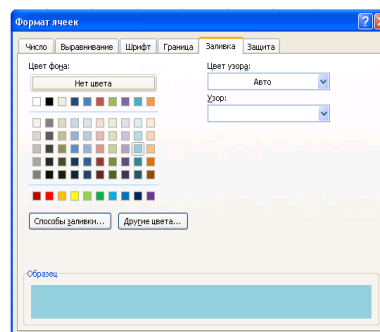 Формат ячеек
Число Выравнивание Шрифт Граница Заливка Защита
Цвет фона:
Нет цвета
Способы заливки... Другие цвета...
Цвет узора:
Авто
Узор:
Образец